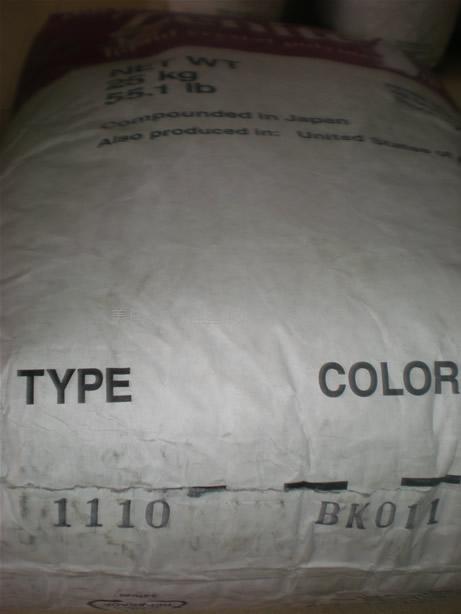 NET WT
25 kg
55.1 lb
Compounded in Japan
Also produced in: United States of
TYPE COLOR
1110 BK011